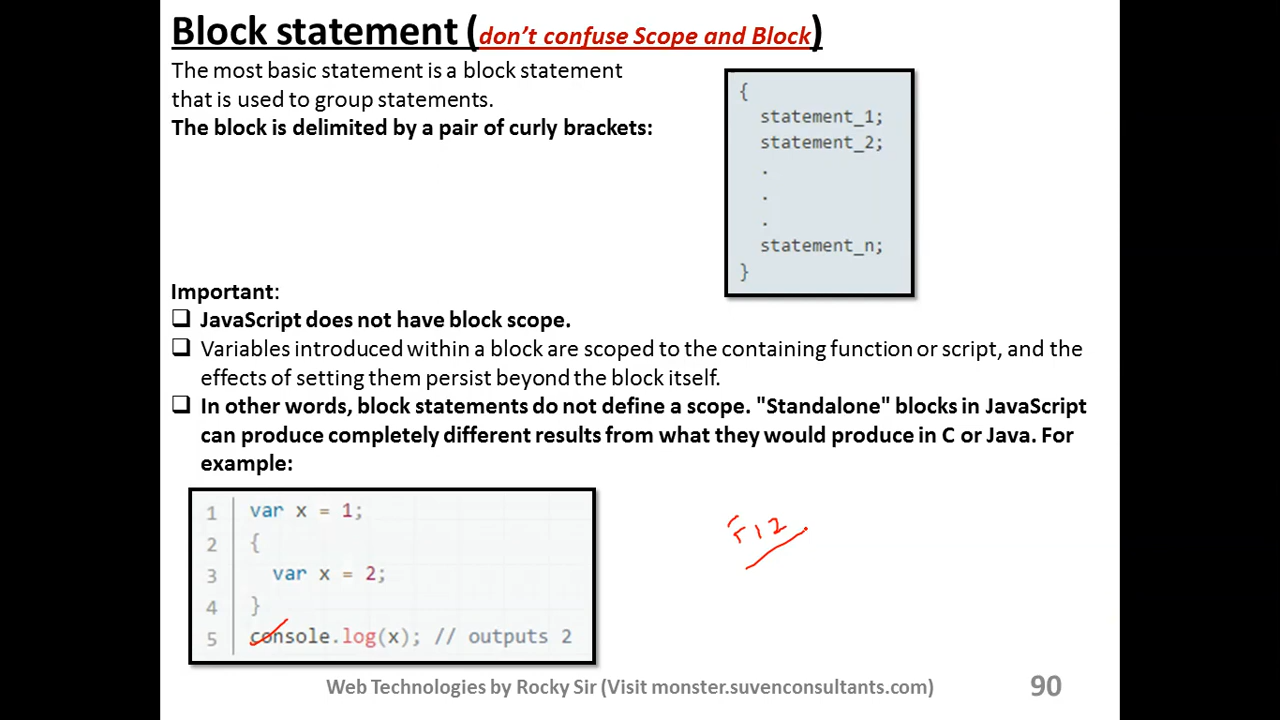 Block statement (don't confuse Scope and Block)
The most basic statement is a block statement
that is used to group statements.
The block is delimited by a pair of curly brackets:
{
statement_1;
statement_2;
.
.
.
statement_n;
}
Important:
❑ JavaScript does not have block scope.
❑ Variables introduced within a block are scoped to the containing function or script, and the
effects of setting them persist beyond the block itself.
❑ In other words, block statements do not define a scope. "Standalone" blocks in JavaScript
can produce completely different results from what they would produce in C or Java. For
example:
1 var x = 1;
2 {
3 var x = 2;
4 }
5 console.log(x); // outputs 2
F12
Web Technologies by Rocky Sir (Visit monster.suvenconsultants.com) 90